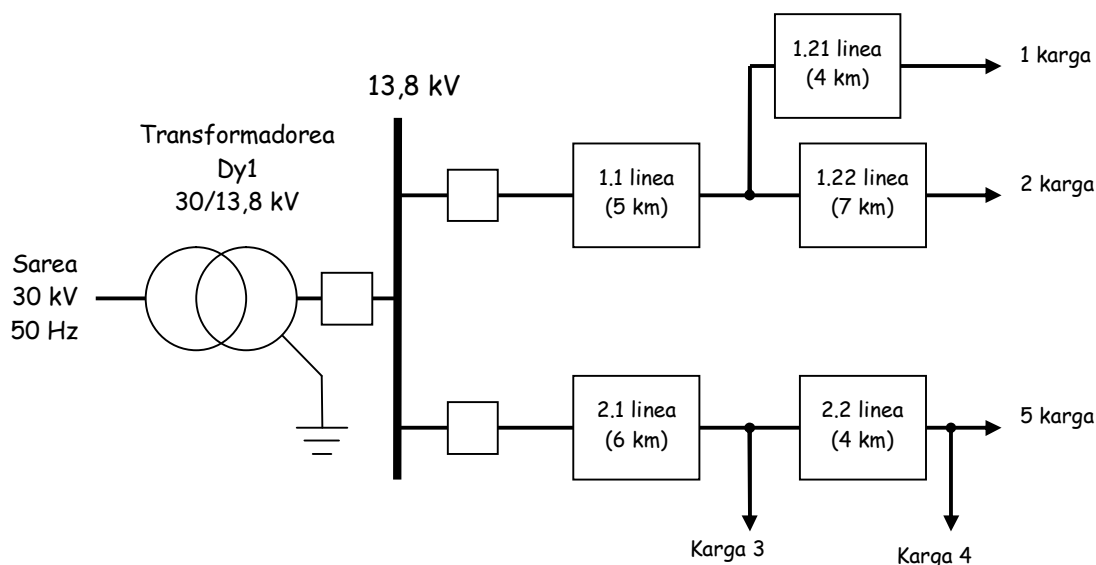 Sarea
30 kV
50 Hz
Transformadorea
Dy1
30/13,8 kV
13,8 kV
1.1 linea
(5 km)
1.21 linea
(4 km)
1 karga
1.22 linea
(7 km)
2 karga
2.1 linea
(6 km)
2.2 linea
(4 km)
5 karga
Karga 3
Karga 4